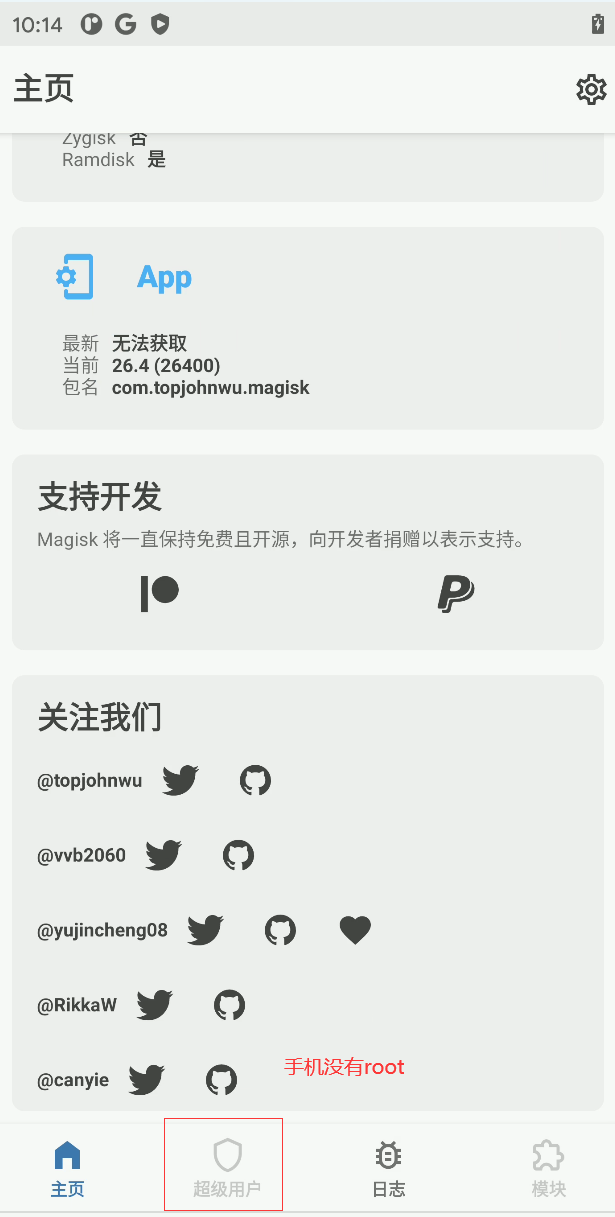 10:14
主页
Zygisk 否
Ramdisk 是
App
最新 无法获取
当前 26.4 (26400)
包名 com.topjohnwu.magisk
支持开发
Magisk 将一直保持免费且开源，向开发者捐赠以表示支持。
关注我们
@topjohnwu
@vvb2060
@yujincheng08
@RikkaW
@canyie
手机没有root
主页 超级用户 日志 模块